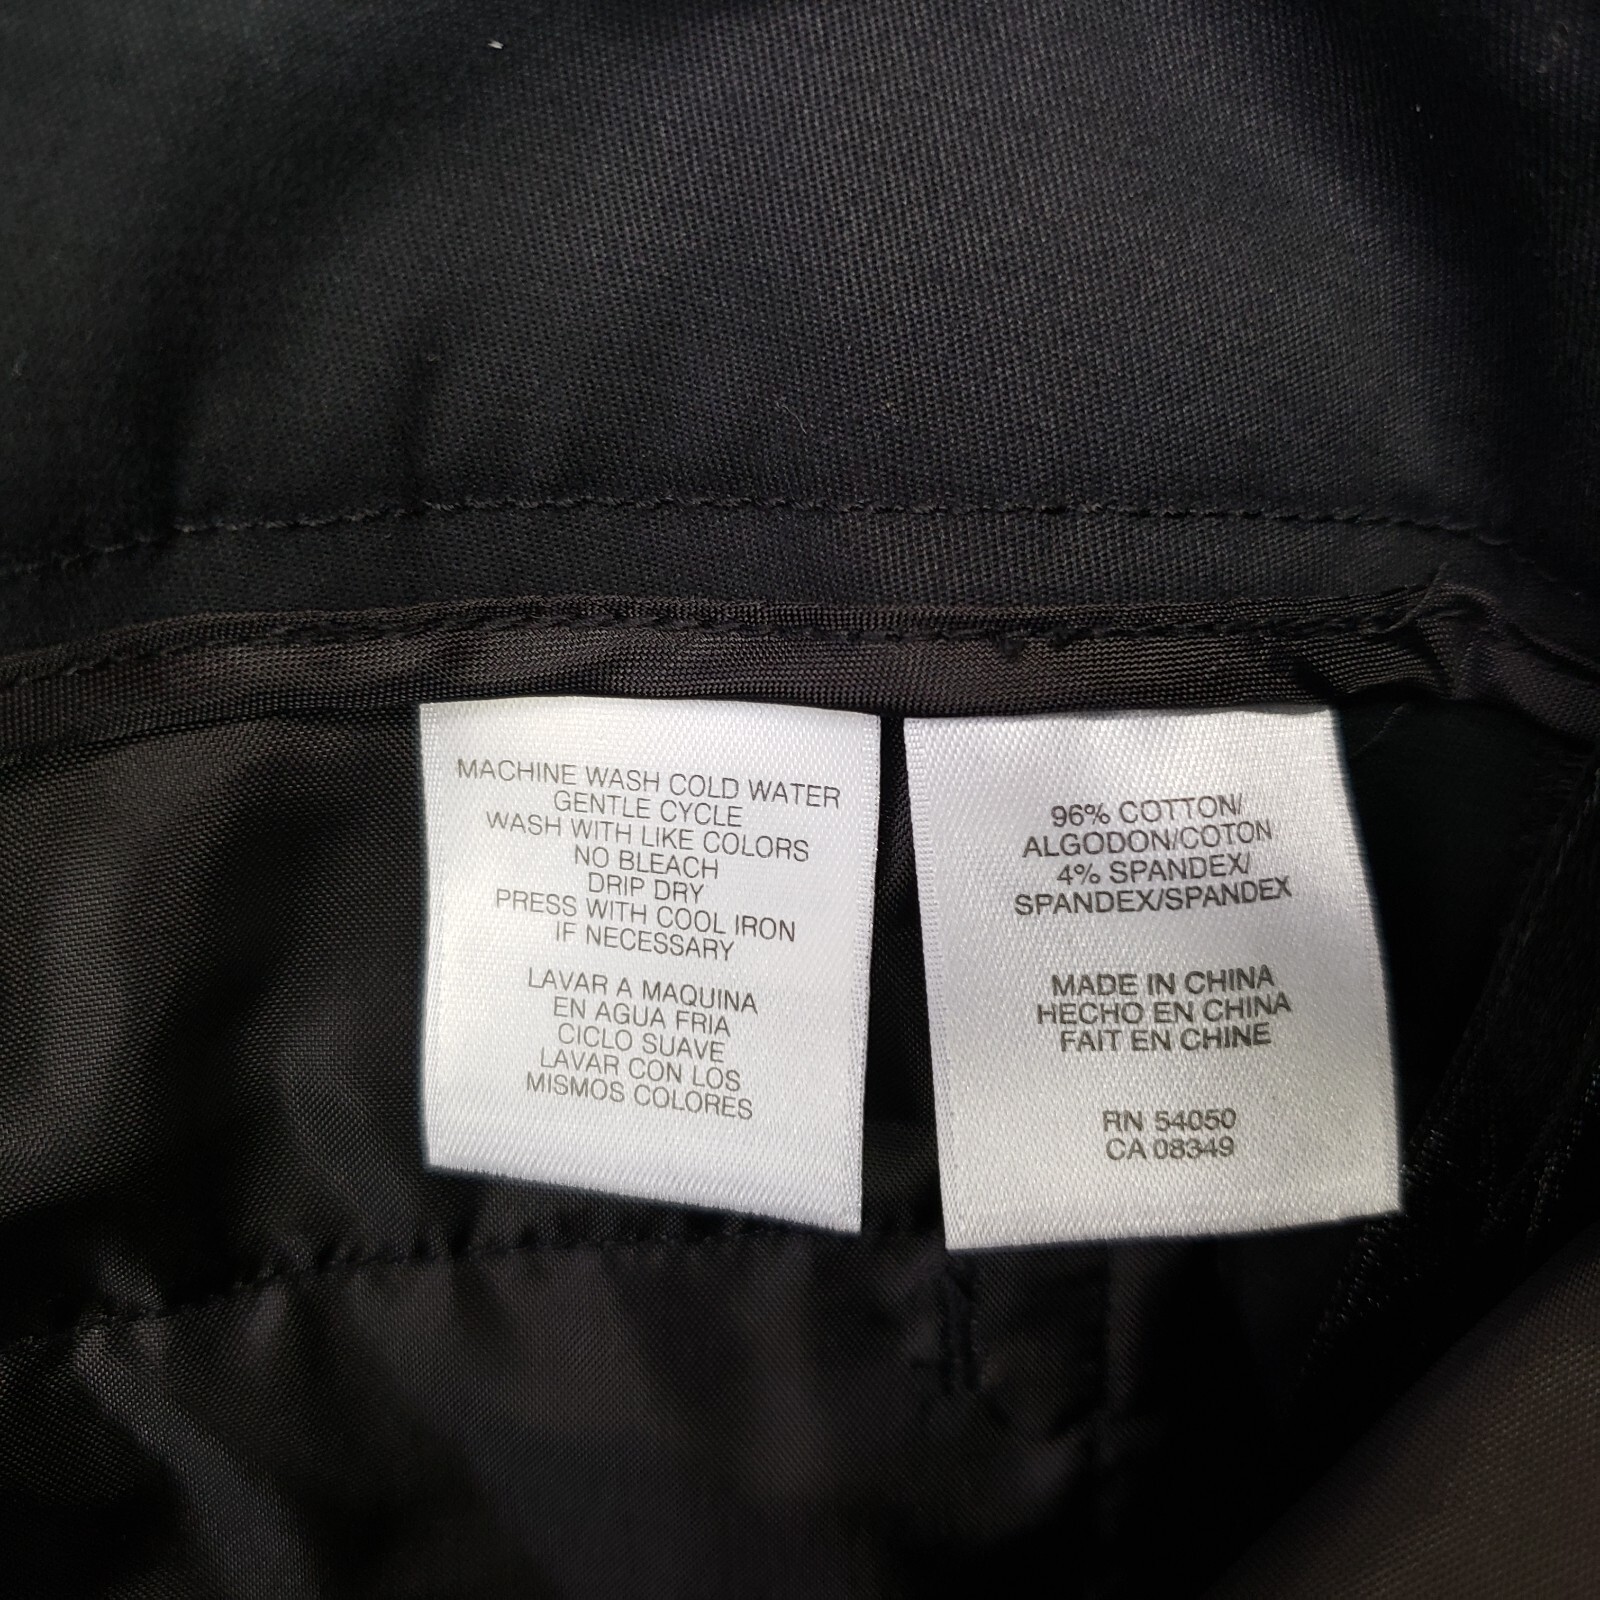 MACHINE WASH COLD WATER
GENTLE CYCLE
WASH WITH LIKE COLORS
NO BLEACH
DRIP DRY
PRESS WITH COOL IRON
IF NECESSARY
LAVAR A MAQUINA
EN AGUA FRIA
CICLO SUAVE
LAVAR CON LOS
MISMOS COLORES
96% COTTON/
ALGODON/COTON
4% SPANDEX/
SPANDEX/SPANDEX
MADE IN CHINA
HECHO EN CHINA
FAIT EN CHINE
RN 54050
CA 08349